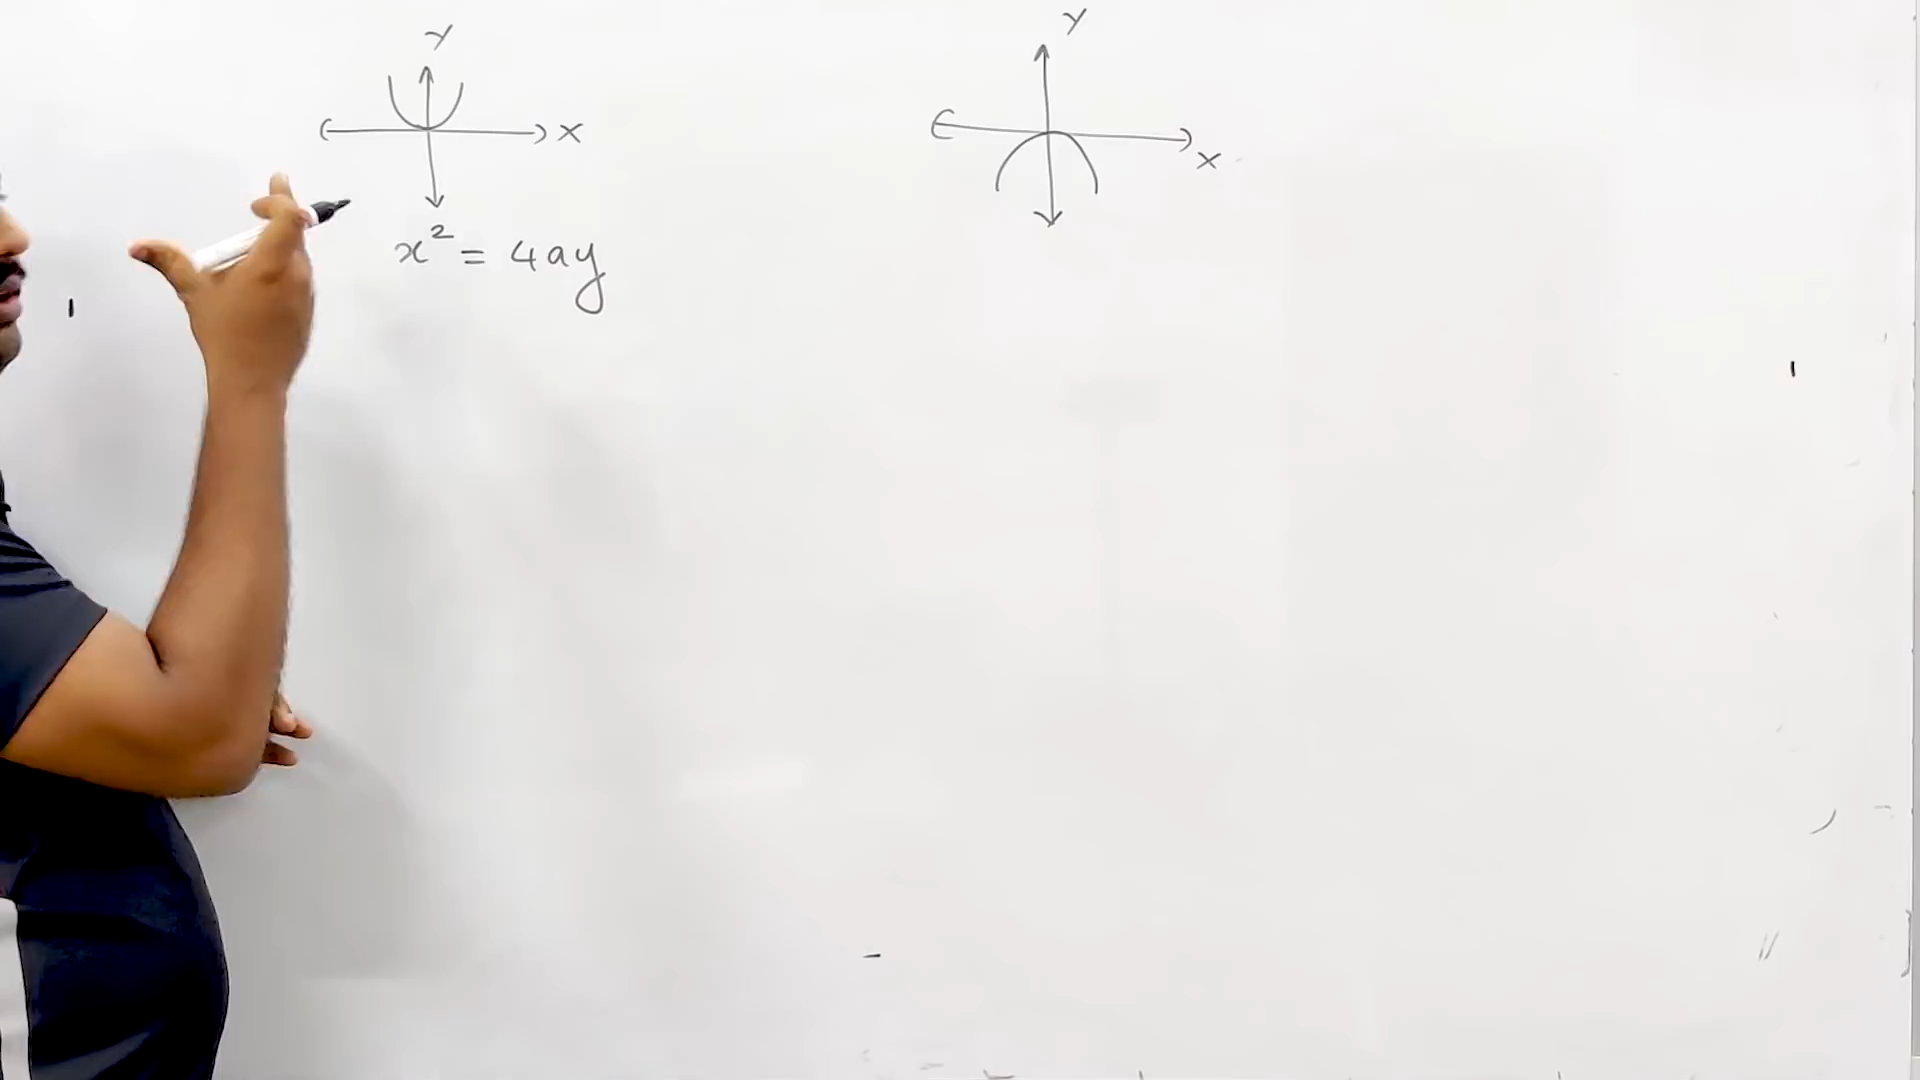 y
x
x² = 4ay
y
x